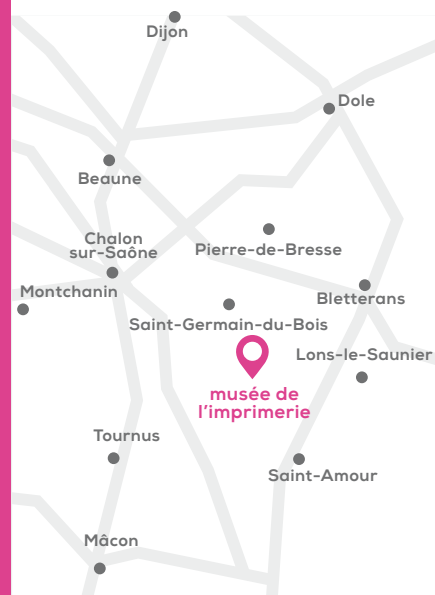 Dijon
Dole
Beaune
Chalon
sur-Saône
Pierre-de-Bresse
Montchanin
Bletterans
Saint-Germain-du-Bois
Lons-le-Saunier
musée de
l'imprimerie
Tournus
Saint-Amour
Mâcon